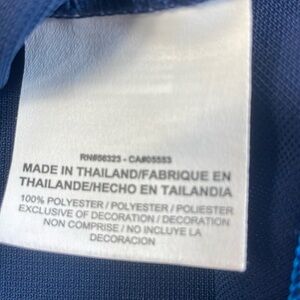 RN#56323 - CA#05553
MADE IN THAILAND/FABRIQUE EN
THAILANDE/HECHO EN TAILANDIA
100% POLYESTER / POLYESTER / POLIESTER
EXCLUSIVE OF DECORATION / DECORATION
NON COMPRISE / NO INCLUYE LA
DECORACION